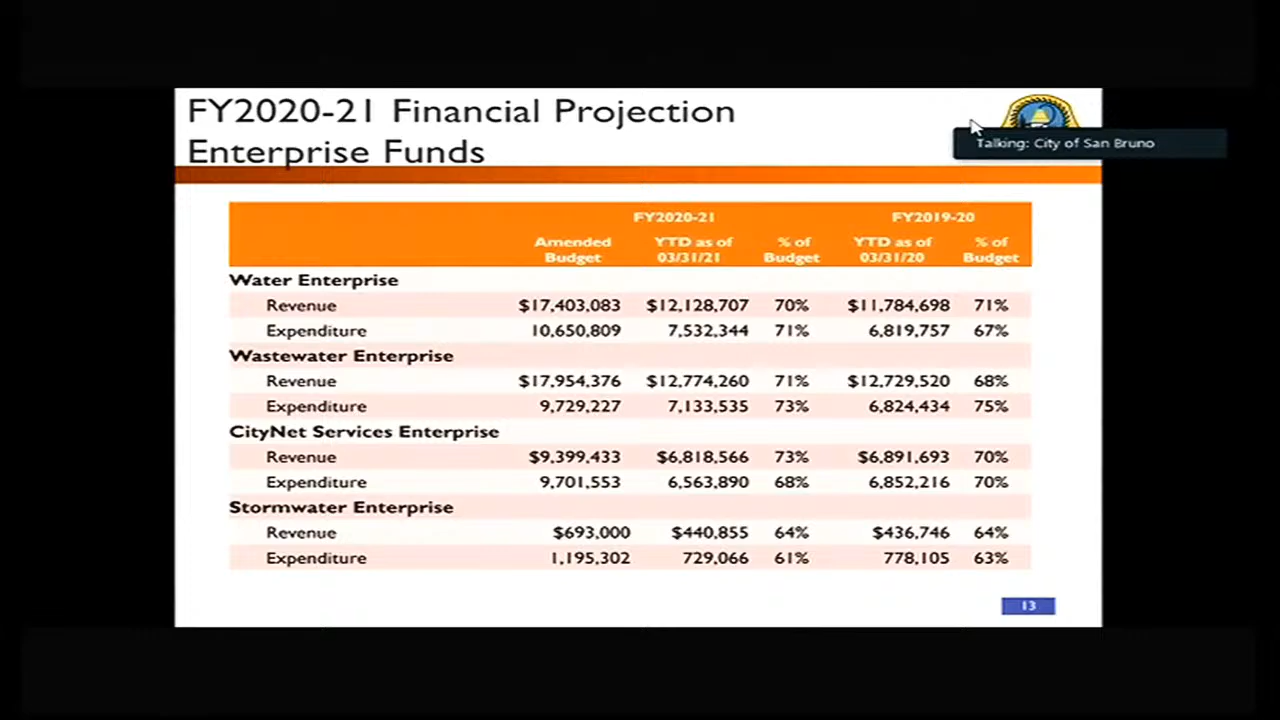 FY2020-21 Financial Projection
Enterprise Funds
Talking: City of San Bruno
FY2020-21 FY2019-20
Amended Budget YTD as of 03/31/21 % of Budget YTD as of 03/31/20 % of Budget
Water Enterprise
Revenue $17,403,083 $12,128,707 70% $11,784,698 71%
Expenditure 10,650,809 7,532,344 71% 6,819,757 67%
Wastewater Enterprise
Revenue $17,954,376 $12,774,260 71% $12,729,520 68%
Expenditure 9,729,227 7,133,535 73% 6,824,434 75%
CityNet Services Enterprise
Revenue $9,399,433 $6,818,566 73% $6,891,693 70%
Expenditure 9,701,553 6,563,890 68% 6,852,216 70%
Stormwater Enterprise
Revenue $693,000 $440,855 64% $436,746 64%
Expenditure 1,195,302 729,066 61% 778,105 63%
13